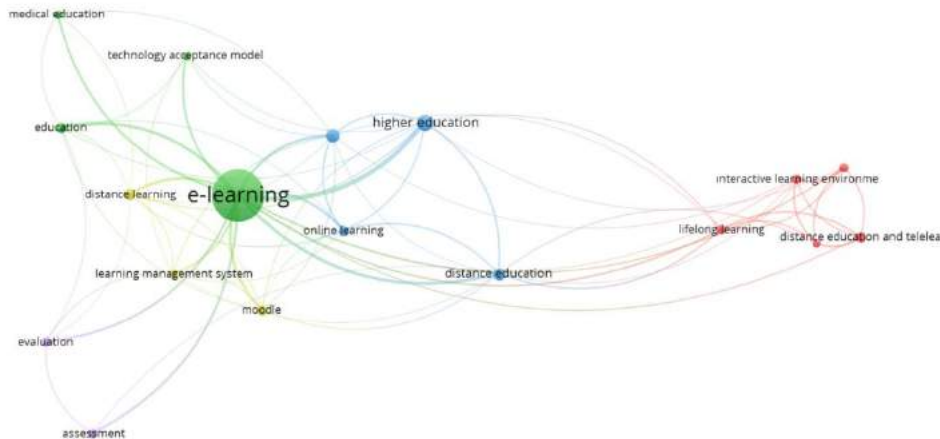 medical education
technology acceptance model
higher education
education
interactive learning environme
distance learning
e-learning
online learning
lifelong learning
distance education and telelea
learning management system
distance education
moodle
evaluation
assessment